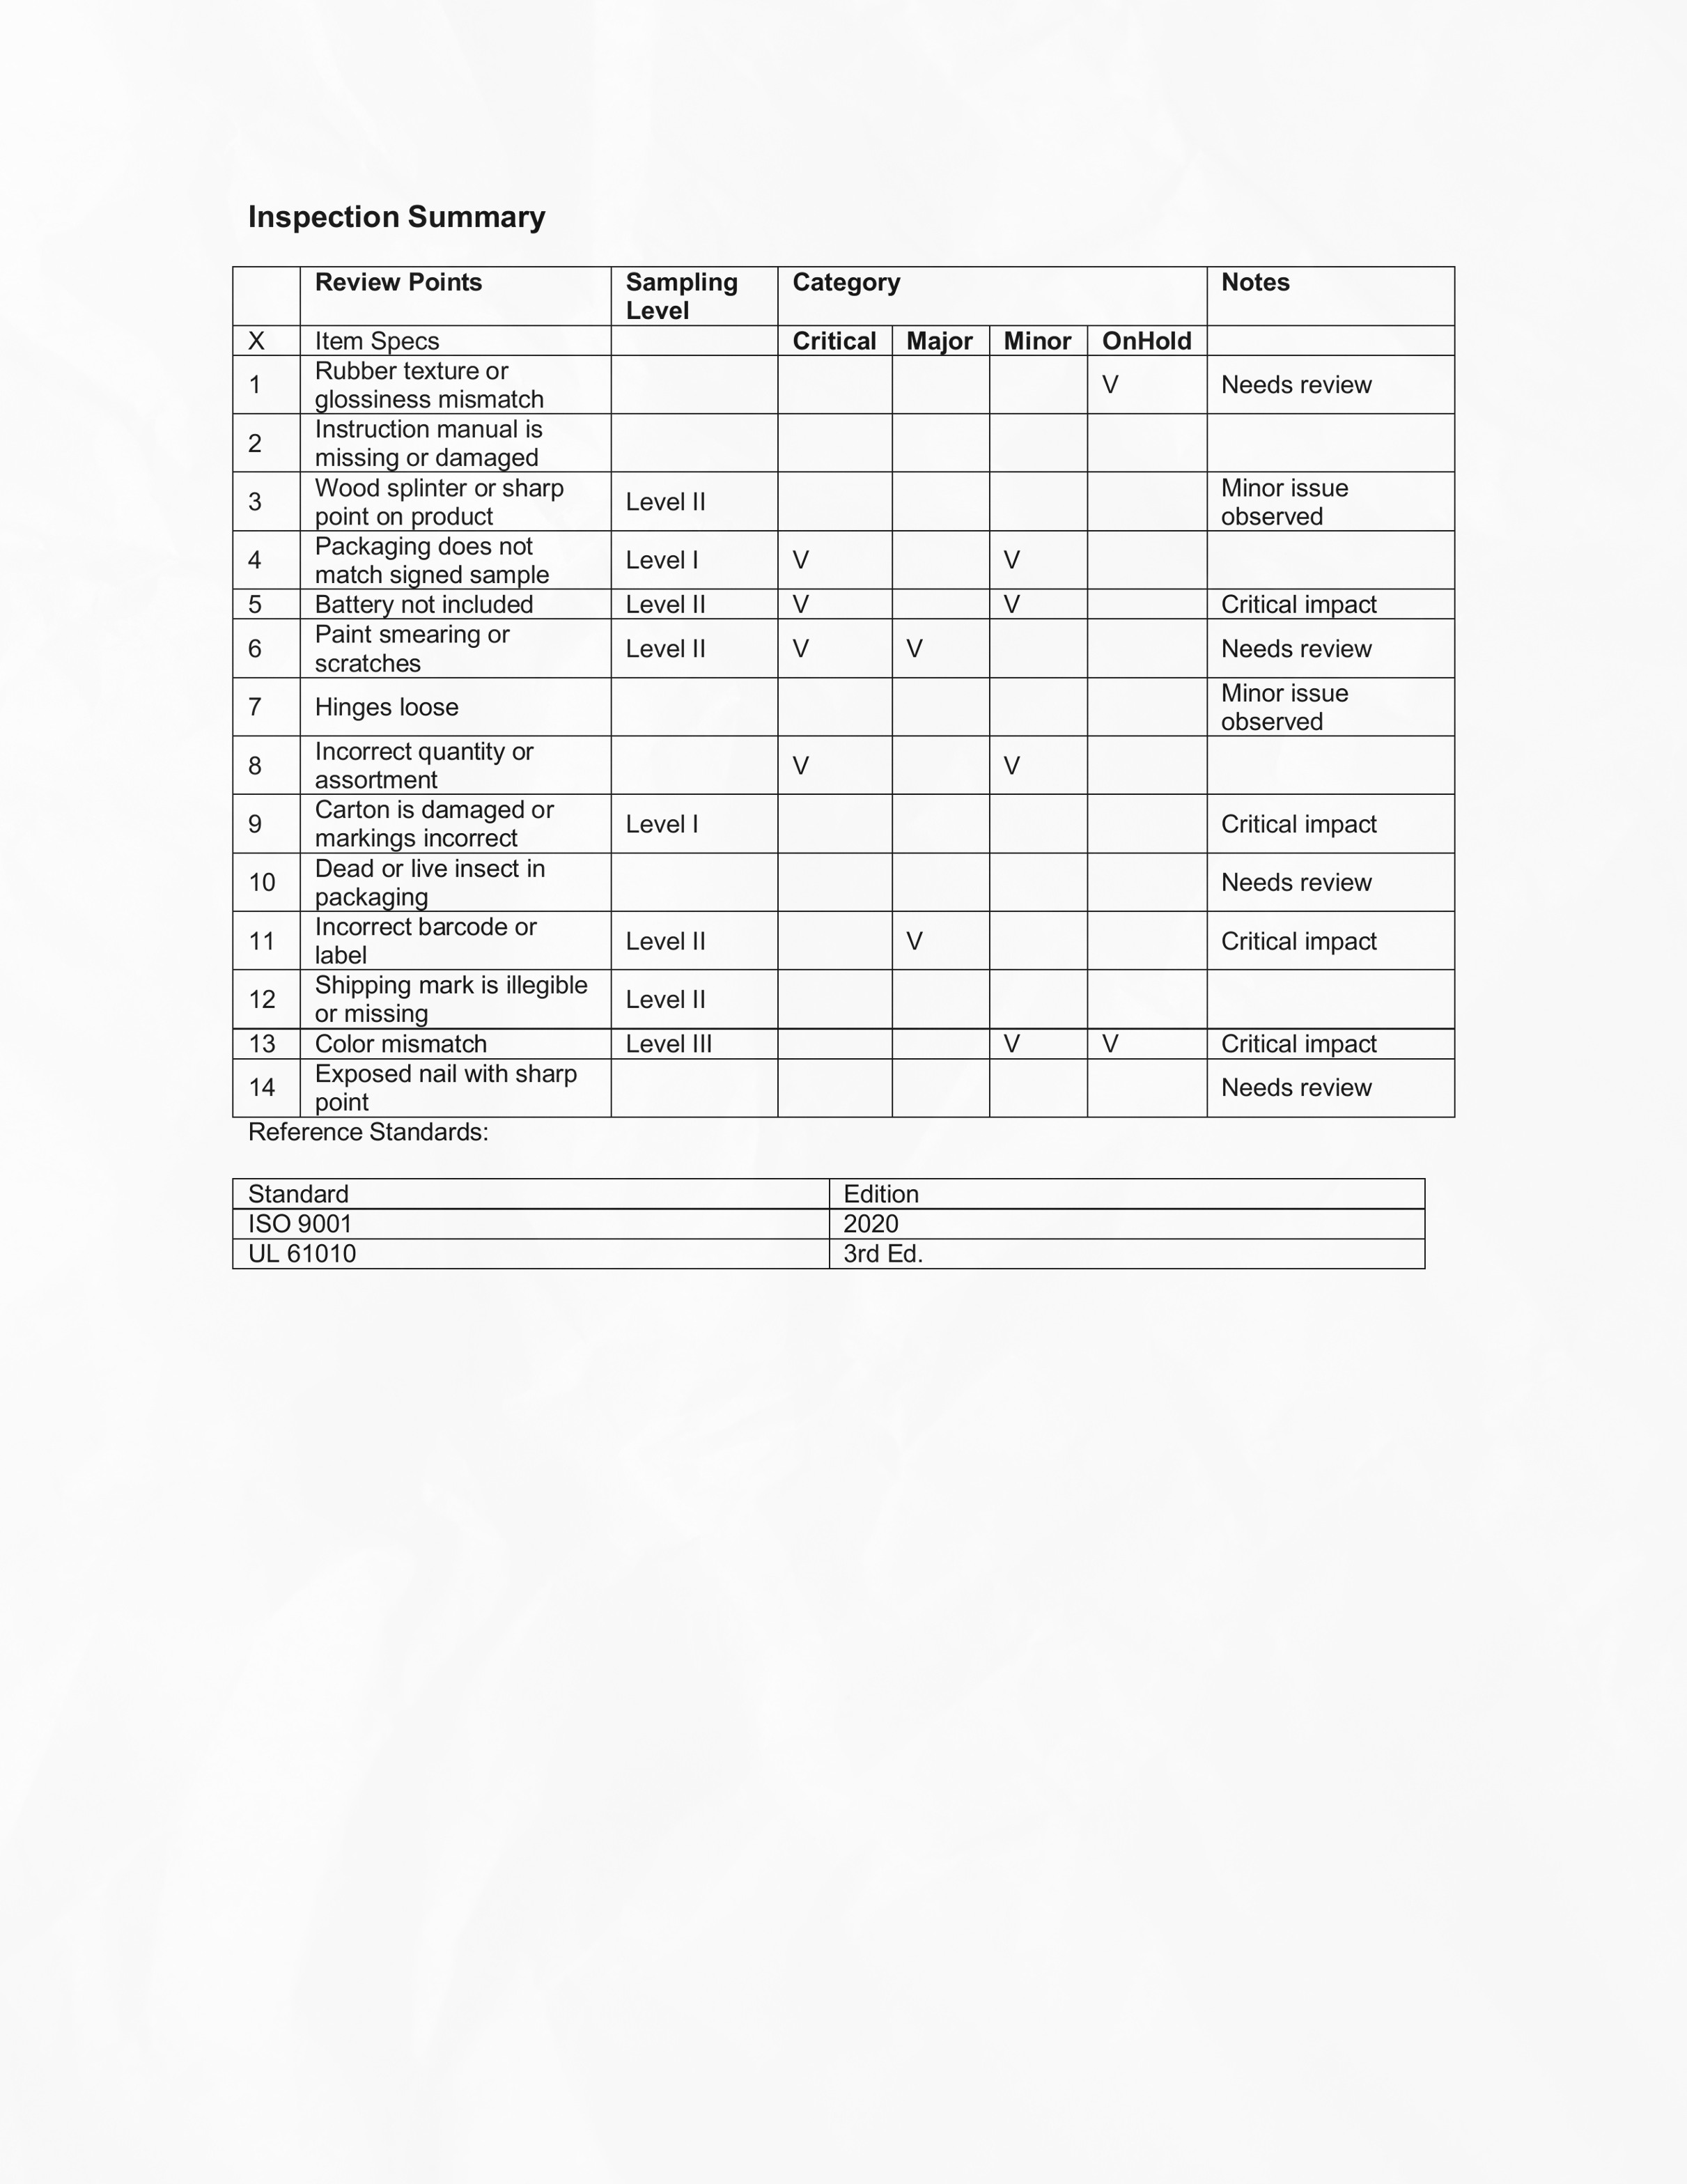 Inspection Summary
Review Points Sampling Category Notes
Level
X Item Specs Critical Major Minor OnHold
Rubber texture or
1 V Needs review
glossiness mismatch
Instruction manual is
2
missing or damaged
Wood splinter or sharp Minor issue
3 Level II
point on product observed
Packaging does not
4 Level I V V
match signed sample
5 Battery not included Level II V V Critical impact
Paint smearing or
6 Level II V V Needs review
scratches
Minor issue
7 Hinges loose
observed
Incorrect quantity or
8 V V
assortment
Carton is damaged or
9 Level I Critical impact
markings incorrect
Dead or live insect in
10 Needs review
packaging
Incorrect barcode or
11 Level II V Critical impact
label
Shipping mark is illegible
12 Level II
or missing
13 Color mismatch Level III V V Critical impact
Exposed nail with sharp
14 Needs review
point
Reference Standards:
Standard Edition
ISO 9001 2020
UL 61010 3rd Ed.